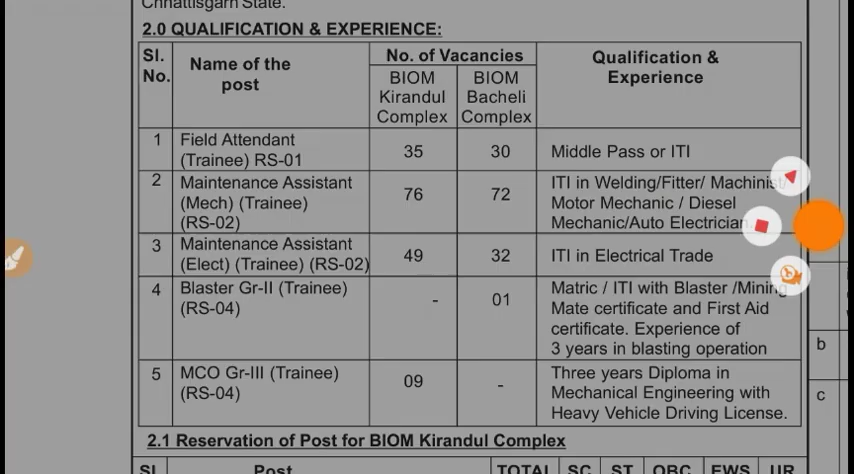 Chhattisgarh State.
2.0 QUALIFICATION & EXPERIENCE:
Sl. No. Name of the post No. of Vacancies Qualification & Experience
BIOM Kirandul Complex BIOM Bacheli Complex
1 Field Attendant (Trainee) RS-01 35 30 Middle Pass or ITI
2 Maintenance Assistant (Mech) (Trainee) (RS-02) 76 72 ITI in Welding/Fitter/ Machinist/ Motor Mechanic / Diesel Mechanic/Auto Electrician.
3 Maintenance Assistant (Elect) (Trainee) (RS-02) 49 32 ITI in Electrical Trade
4 Blaster Gr-II (Trainee) (RS-04) - 01 Matric / ITI with Blaster /Mining Mate certificate and First Aid certificate. Experience of 3 years in blasting operation
5 MCO Gr-III (Trainee) (RS-04) 09 - Three years Diploma in Mechanical Engineering with Heavy Vehicle Driving License.
2.1 Reservation of Post for BIOM Kirandul Complex
Sl. Post TOTAL SC ST OBC EWS UR
b
c